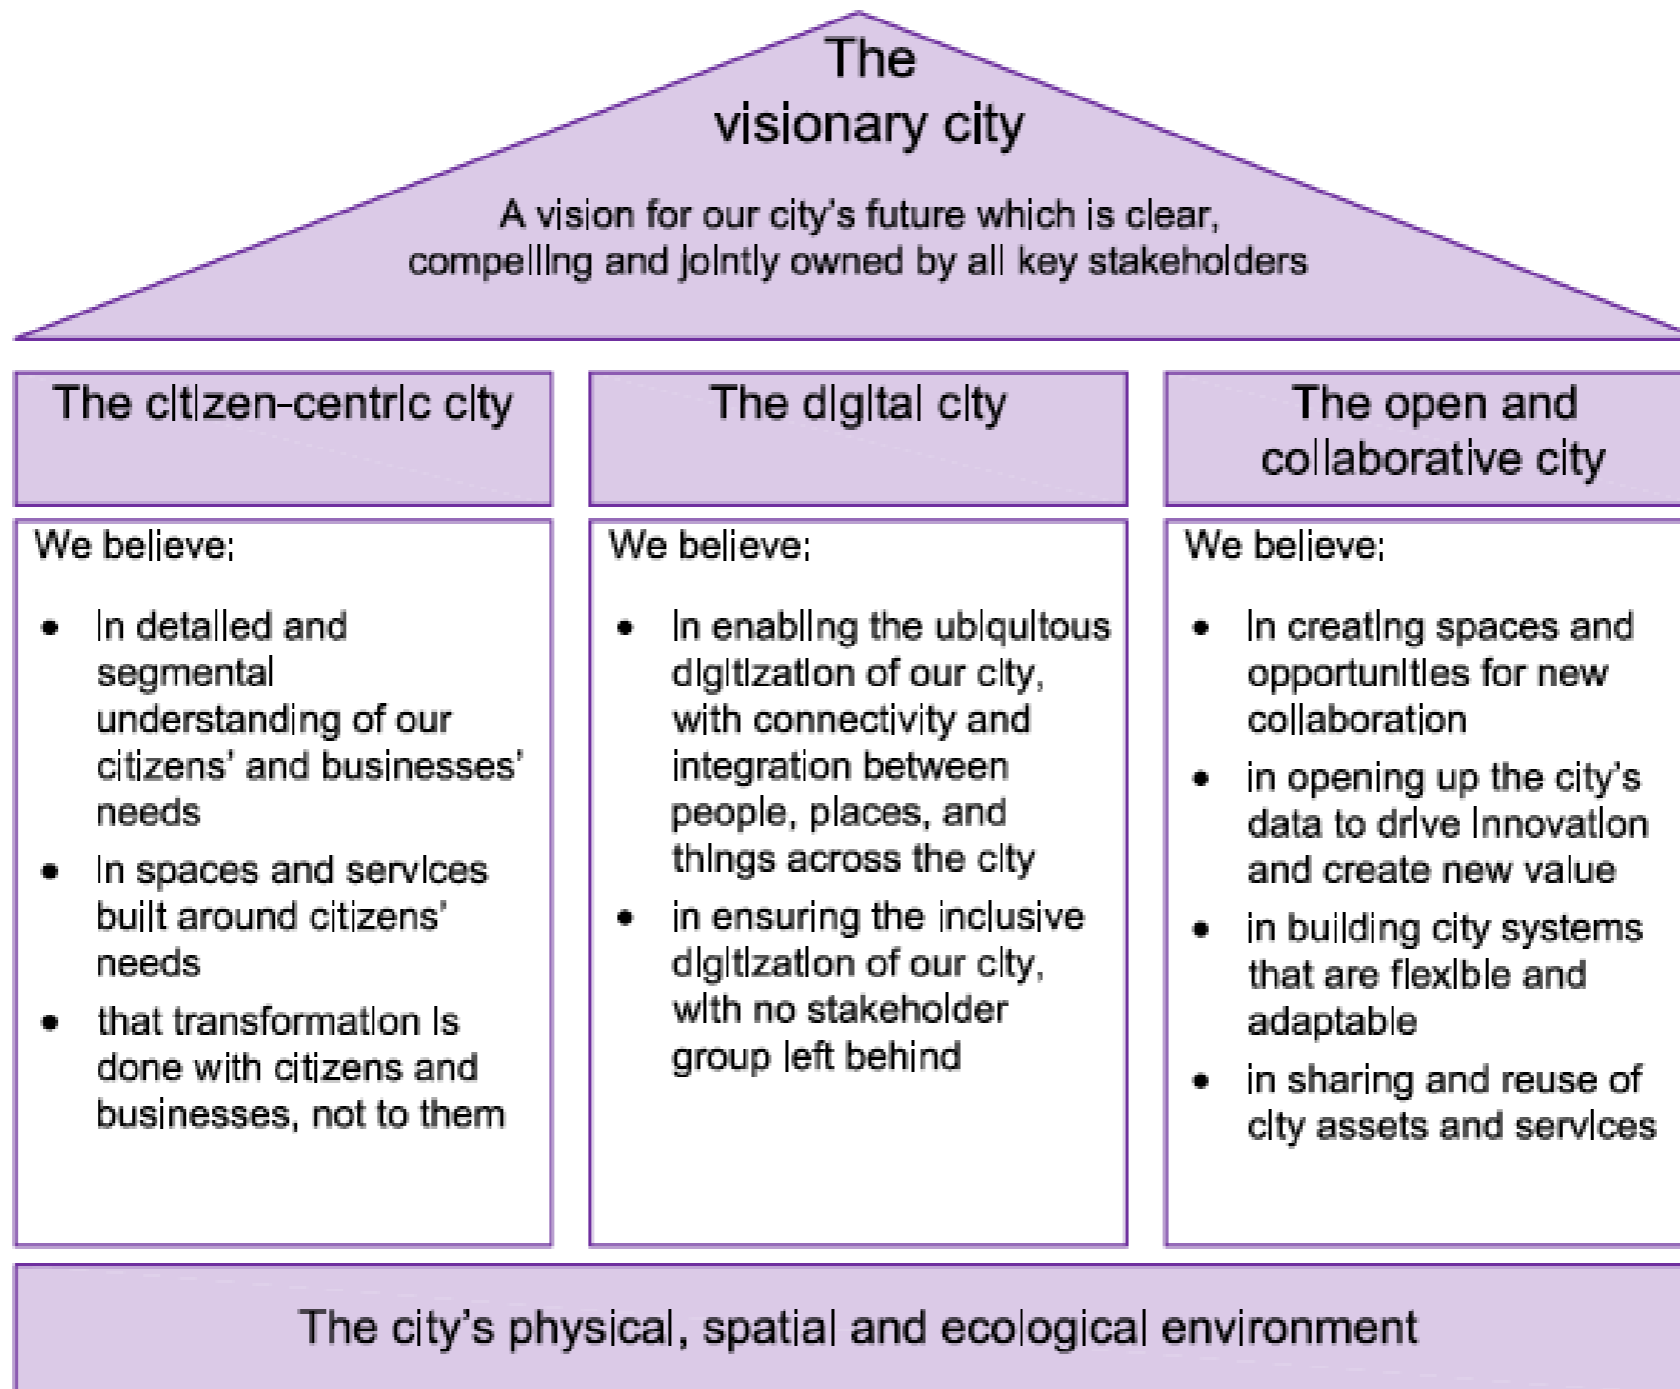 The
visionary city
A vision for our city's future which is clear,
compelling and jointly owned by all key stakeholders
The citizen-centric city
We believe:
• in detailed and
segmental
understanding of our
citizens' and businesses'
needs
• in spaces and services
built around citizens'
needs
• that transformation is
done with citizens and
businesses, not to them
The digital city
We believe:
• in enabling the ubiquitous
digitization of our city,
with connectivity and
integration between
people, places, and
things across the city
• in ensuring the inclusive
digitization of our city,
with no stakeholder
group left behind
The open and
collaborative city
We believe:
• in creating spaces and
opportunities for new
collaboration
• in opening up the city's
data to drive innovation
and create new value
• in building city systems
that are flexible and
adaptable
• in sharing and reuse of
city assets and services
The city's physical, spatial and ecological environment